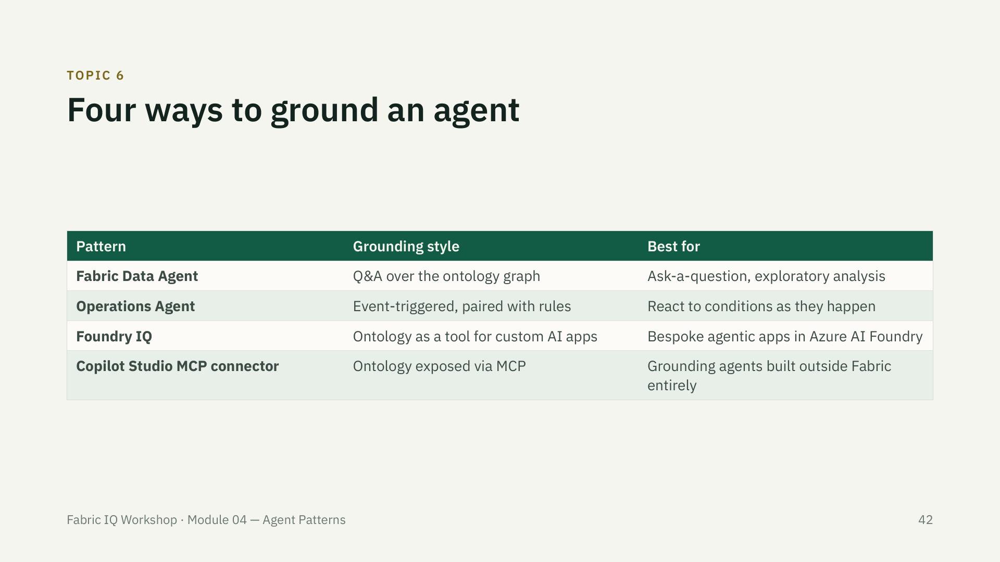 TOPIC 6
Four ways to ground an agent
Pattern Grounding style Best for
Fabric Data Agent Q&A over the ontology graph Ask-a-question, exploratory analysis
Operations Agent Event-triggered, paired with rules React to conditions as they happen
Foundry IQ Ontology as a tool for custom AI apps Bespoke agentic apps in Azure AI Foundry
Copilot Studio MCP connector Ontology exposed via MCP Grounding agents built outside Fabric
entirely
Fabric IQ Workshop · Module 04 — Agent Patterns 42